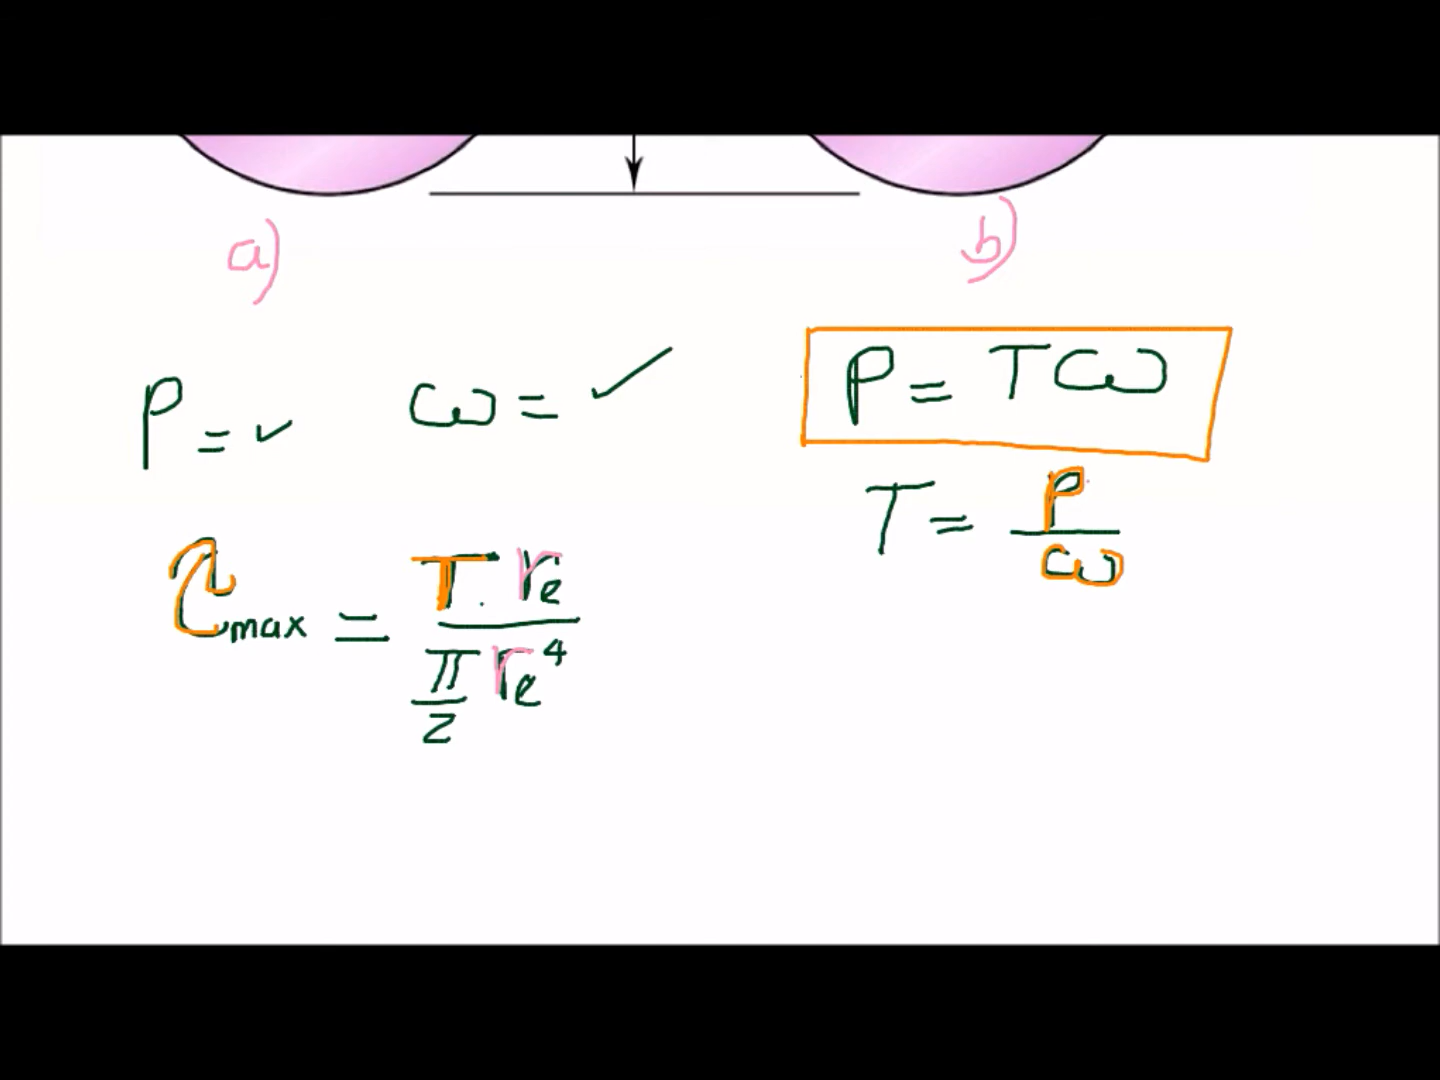 a) b)
P = ✓ ω = ✓ P = Tω
T = P/ω
τmax = T · re / π/2 re⁴